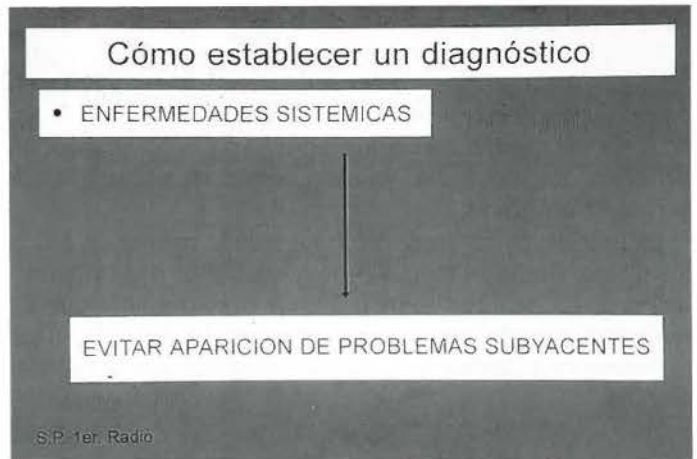 Cómo establecer un diagnóstico
• ENFERMEDADES SISTEMICAS
EVITAR APARICION DE PROBLEMAS SUBYACENTES
S.P. 1er. Radio